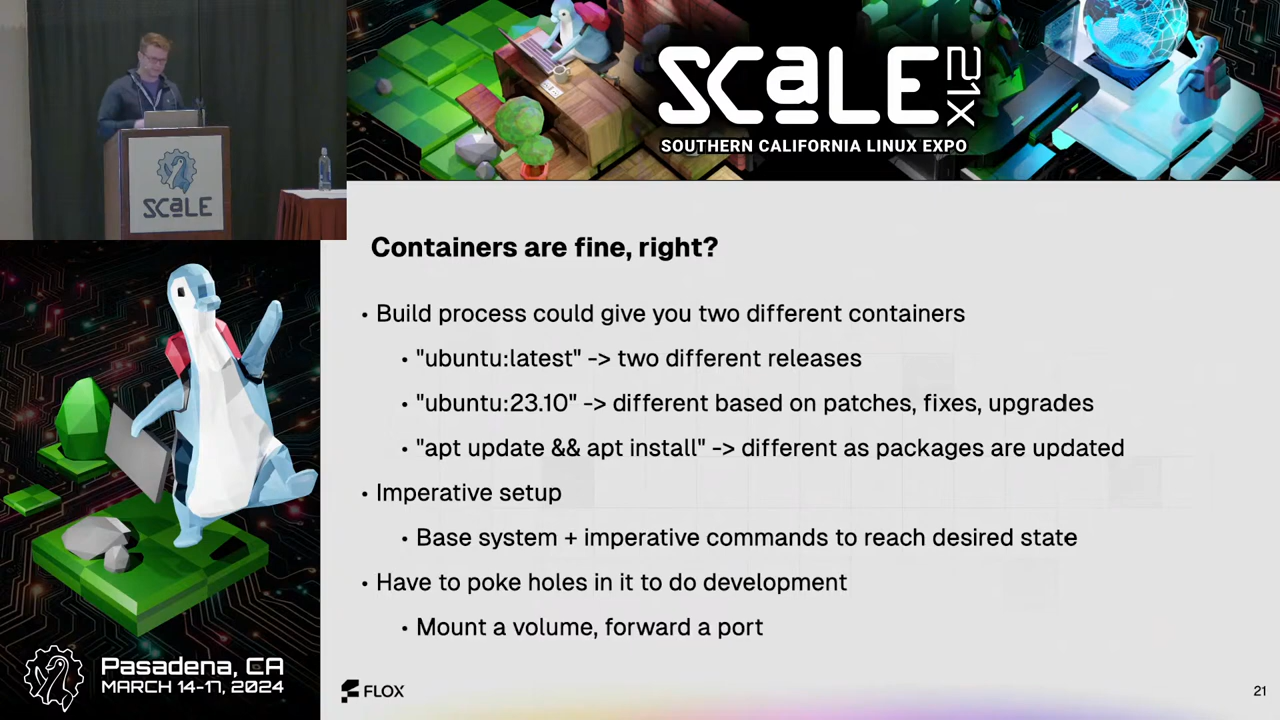 SCaLE 21X
SOUTHERN CALIFORNIA LINUX EXPO
SCaLE
Containers are fine, right?
• Build process could give you two different containers
• "ubuntu:latest" -> two different releases
• "ubuntu:23.10" -> different based on patches, fixes, upgrades
• "apt update && apt install" -> different as packages are updated
• Imperative setup
• Base system + imperative commands to reach desired state
• Have to poke holes in it to do development
• Mount a volume, forward a port
Pasadena, CA
MARCH 14-17, 2024
FLOX
21